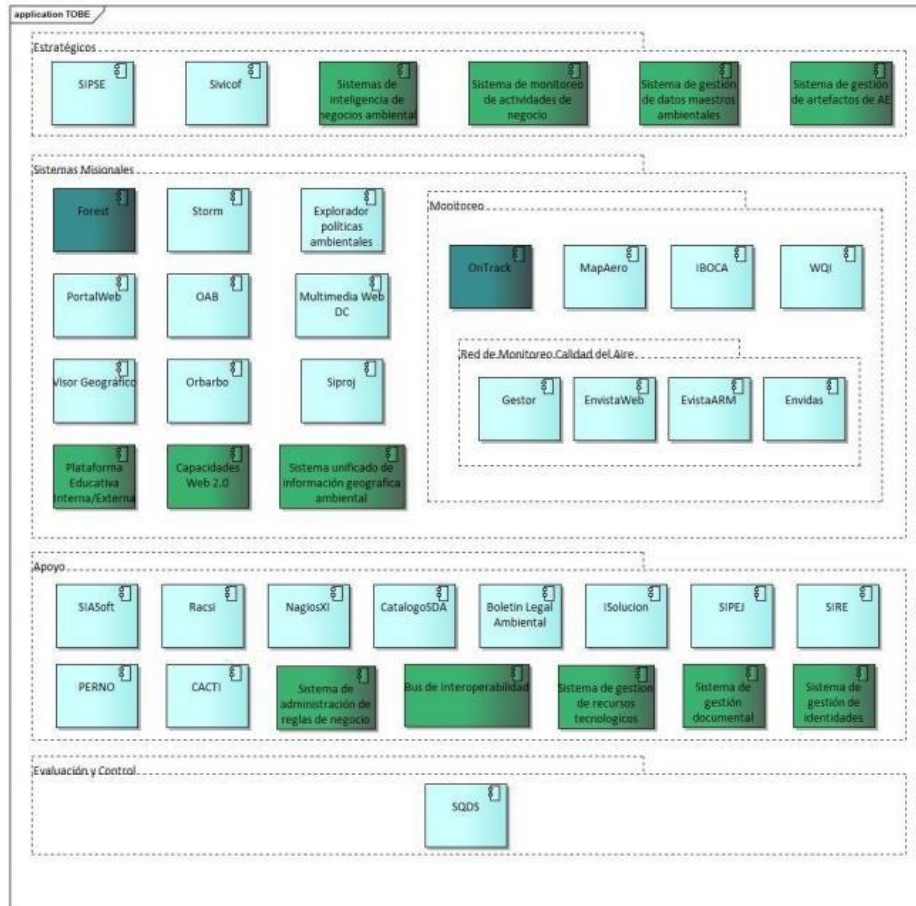 application TOBE
Estratégicos
SIPSE
Sivicof
Sistemas de
inteligencia de
negocios ambiental
Sistema de monitoreo
de actividades de
negocio
Sistema de gestión
de datos maestros
ambientales
Sistema de gestión
de artefactos de AE
Sistemas Misionales
Forest
Storm
Explorador
políticas
ambientales
PortalWeb
OAB
Multimedia Web
DC
Visor Geográfico
Orbarbo
Siproj
Plataforma
Educativa
Interna/Externa
Capacidades
Web 2.0
Sistema unificado de
información geografica
ambiental
Monitoreo
OnTrack
MapAero
IBOCA
WQI
Red de Monitoreo Calidad del Aire
Gestor
EnvistaWeb
EvistaARM
Envidas
Apoyo
SIASoft
Racsi
NagiosXI
CatalogoSDA
Boletin Legal
Ambiental
ISolucion
SIPEJ
SIRE
PERNO
CACTI
Sistema de
administración de
reglas de negocio
Bus de Interoperabilidad
Sistema de gestion
de recursos
tecnologicos
Sistema de
gestión
documental
Sistema de
gestión de
identidades
Evaluación y Control
SQDS